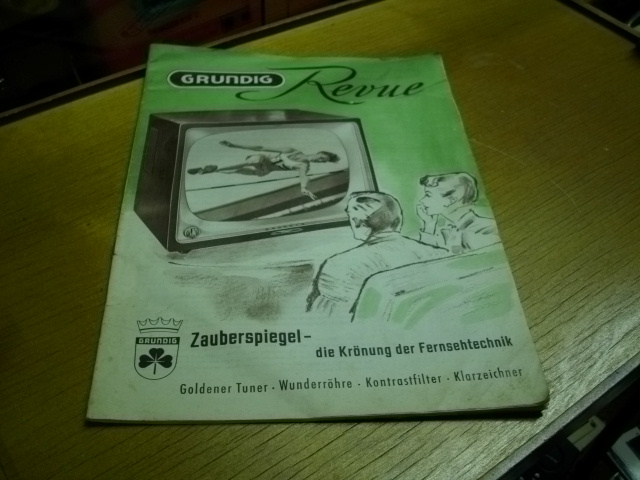 GRUNDIG Revue
Zauberspiegel –
die Krönung der Fernsehtechnik
GRUNDIG
Goldener Tuner · Wunderröhre · Kontrastfilter · Klarzeichner